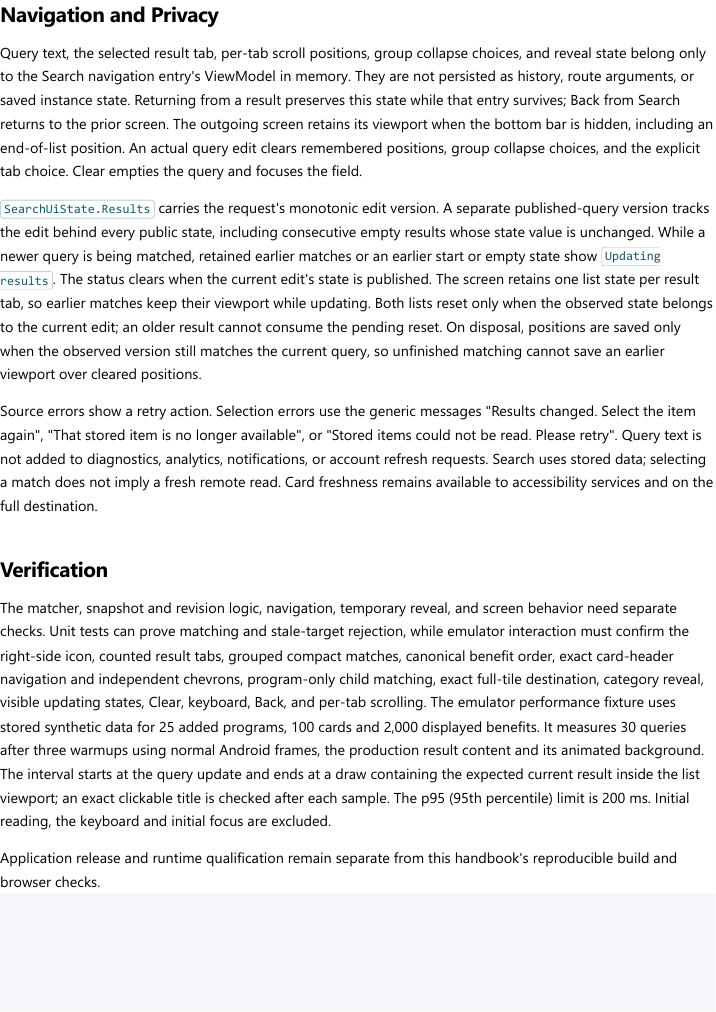 Navigation and Privacy
Query text, the selected result tab, per-tab scroll positions, group collapse choices, and reveal state belong only
to the Search navigation entry's ViewModel in memory. They are not persisted as history, route arguments, or
saved instance state. Returning from a result preserves this state while that entry survives; Back from Search
returns to the prior screen. The outgoing screen retains its viewport when the bottom bar is hidden, including an
end-of-list position. An actual query edit clears remembered positions, group collapse choices, and the explicit
tab choice. Clear empties the query and focuses the field.
SearchUiState.Results carries the request's monotonic edit version. A separate published-query version tracks
the edit behind every public state, including consecutive empty results whose state value is unchanged. While a
newer query is being matched, retained earlier matches or an earlier start or empty state show Updating
results. The status clears when the current edit's state is published. The screen retains one list state per result
tab, so earlier matches keep their viewport while updating. Both lists reset only when the observed state belongs
to the current edit; an older result cannot consume the pending reset. On disposal, positions are saved only
when the observed version still matches the current query, so unfinished matching cannot save an earlier
viewport over cleared positions.
Source errors show a retry action. Selection errors use the generic messages "Results changed. Select the item
again", "That stored item is no longer available", or "Stored items could not be read. Please retry". Query text is
not added to diagnostics, analytics, notifications, or account refresh requests. Search uses stored data; selecting
a match does not imply a fresh remote read. Card freshness remains available to accessibility services and on the
full destination.
Verification
The matcher, snapshot and revision logic, navigation, temporary reveal, and screen behavior need separate
checks. Unit tests can prove matching and stale-target rejection, while emulator interaction must confirm the
right-side icon, counted result tabs, grouped compact matches, canonical benefit order, exact card-header
navigation and independent chevrons, program-only child matching, exact full-tile destination, category reveal,
visible updating states, Clear, keyboard, Back, and per-tab scrolling. The emulator performance fixture uses
stored synthetic data for 25 added programs, 100 cards and 2,000 displayed benefits. It measures 30 queries
after three warmups using normal Android frames, the production result content and its animated background.
The interval starts at the query update and ends at a draw containing the expected current result inside the list
viewport; an exact clickable title is checked after each sample. The p95 (95th percentile) limit is 200 ms. Initial
reading, the keyboard and initial focus are excluded.
Application release and runtime qualification remain separate from this handbook's reproducible build and
browser checks.